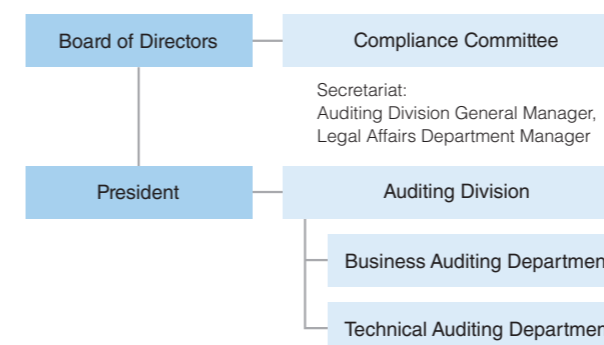 Board of Directors
Compliance Committee
Secretariat:
Auditing Division General Manager,
Legal Affairs Department Manager
President
Auditing Division
Business Auditing Departmen
Technical Auditing Departmen